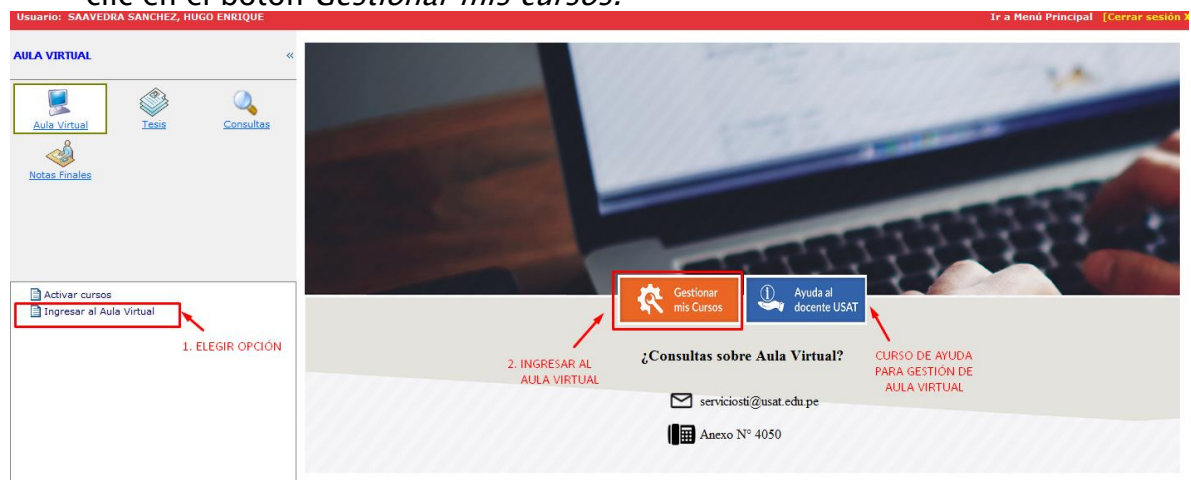 clic en el botón Gestionar mis cursos.
Usuario: SAAVEDRA SANCHEZ, HUGO ENRIQUE
Ir a Menú Principal [Cerrar sesión X
AULA VIRTUAL «
Aula Virtual
Tesis
Consultas
Notas Finales
Activar cursos
Ingresar al Aula Virtual
1. ELEGIR OPCIÓN
Gestionar
mis Cursos
Ayuda al
docente USAT
2. INGRESAR AL
AULA VIRTUAL
¿Consultas sobre Aula Virtual?
CURSO DE AYUDA
PARA GESTIÓN DE
AULA VIRTUAL
serviciosti@usat.edu.pe
Anexo N° 4050